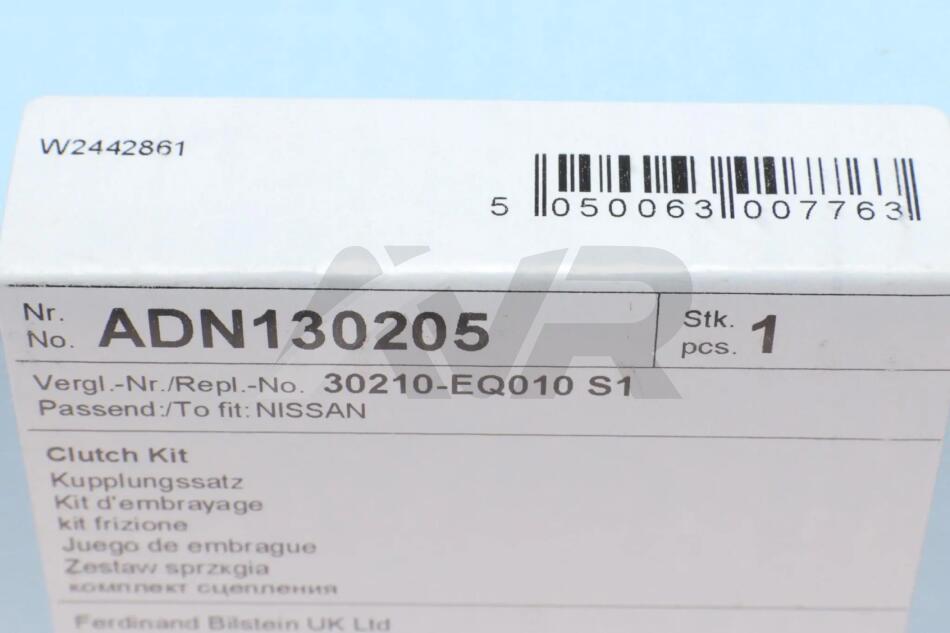 W2442861
5 050063 007763
Nr.
No. ADN130205
Stk.
pcs. 1
Vergl.-Nr./Repl.-No. 30210-EQ010 S1
Passend:/To fit: NISSAN
Clutch Kit
Kupplungssatz
Kit d'embrayage
kit frizione
Juego de embrague
Zestaw sprzxgia
комплект сцепления
Ferdinand Bilstein UK Ltd
NR